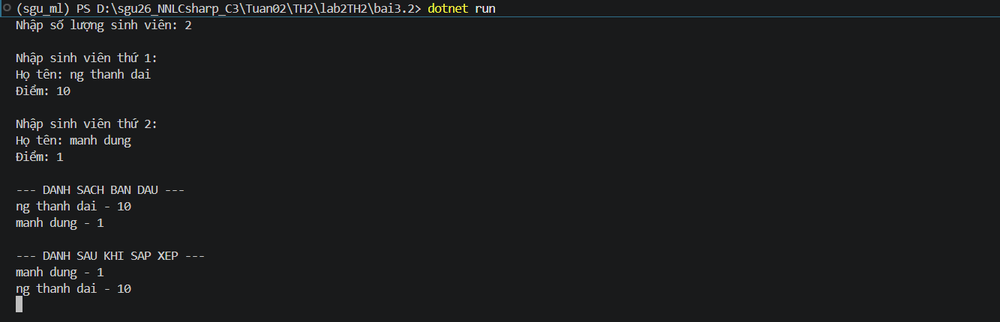 (sgu_ml) PS D:\sgu26_NNLCsharp_C3\Tuan02\TH2\lab2TH2\bai3.2> dotnet run
Nhập số lượng sinh viên: 2
Nhập sinh viên thứ 1:
Họ tên: ng thanh dai
Điểm: 10
Nhập sinh viên thứ 2:
Họ tên: manh dung
Điểm: 1
--- DANH SACH BAN DAU ---
ng thanh dai - 10
manh dung - 1
--- DANH SAU KHI SAP XEP ---
manh dung - 1
ng thanh dai - 10